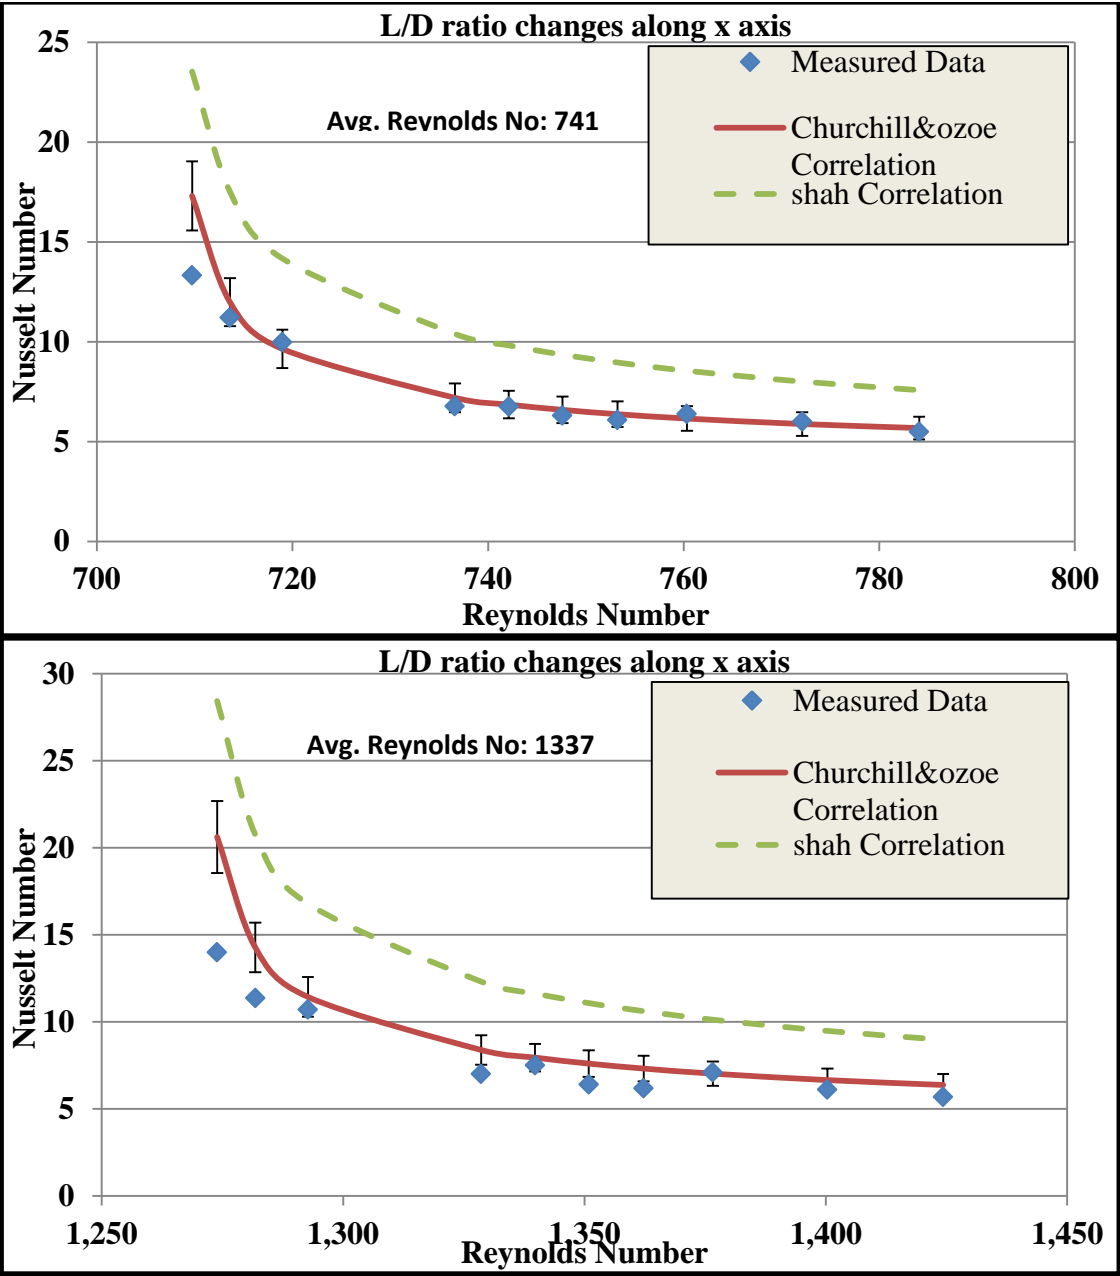 L/D ratio changes along x axis
25
20
15
10
5
0
Nusselt Number
Avg. Reynolds No: 741
Measured Data
Churchill&ozoe
Correlation
shah Correlation
700 720 740 760 780 800
Reynolds Number
L/D ratio changes along x axis
30
25
20
15
10
5
0
Nusselt Number
Avg. Reynolds No: 1337
Measured Data
Churchill&ozoe
Correlation
shah Correlation
1,250 1,300 1,350 1,400 1,450
Reynolds Number